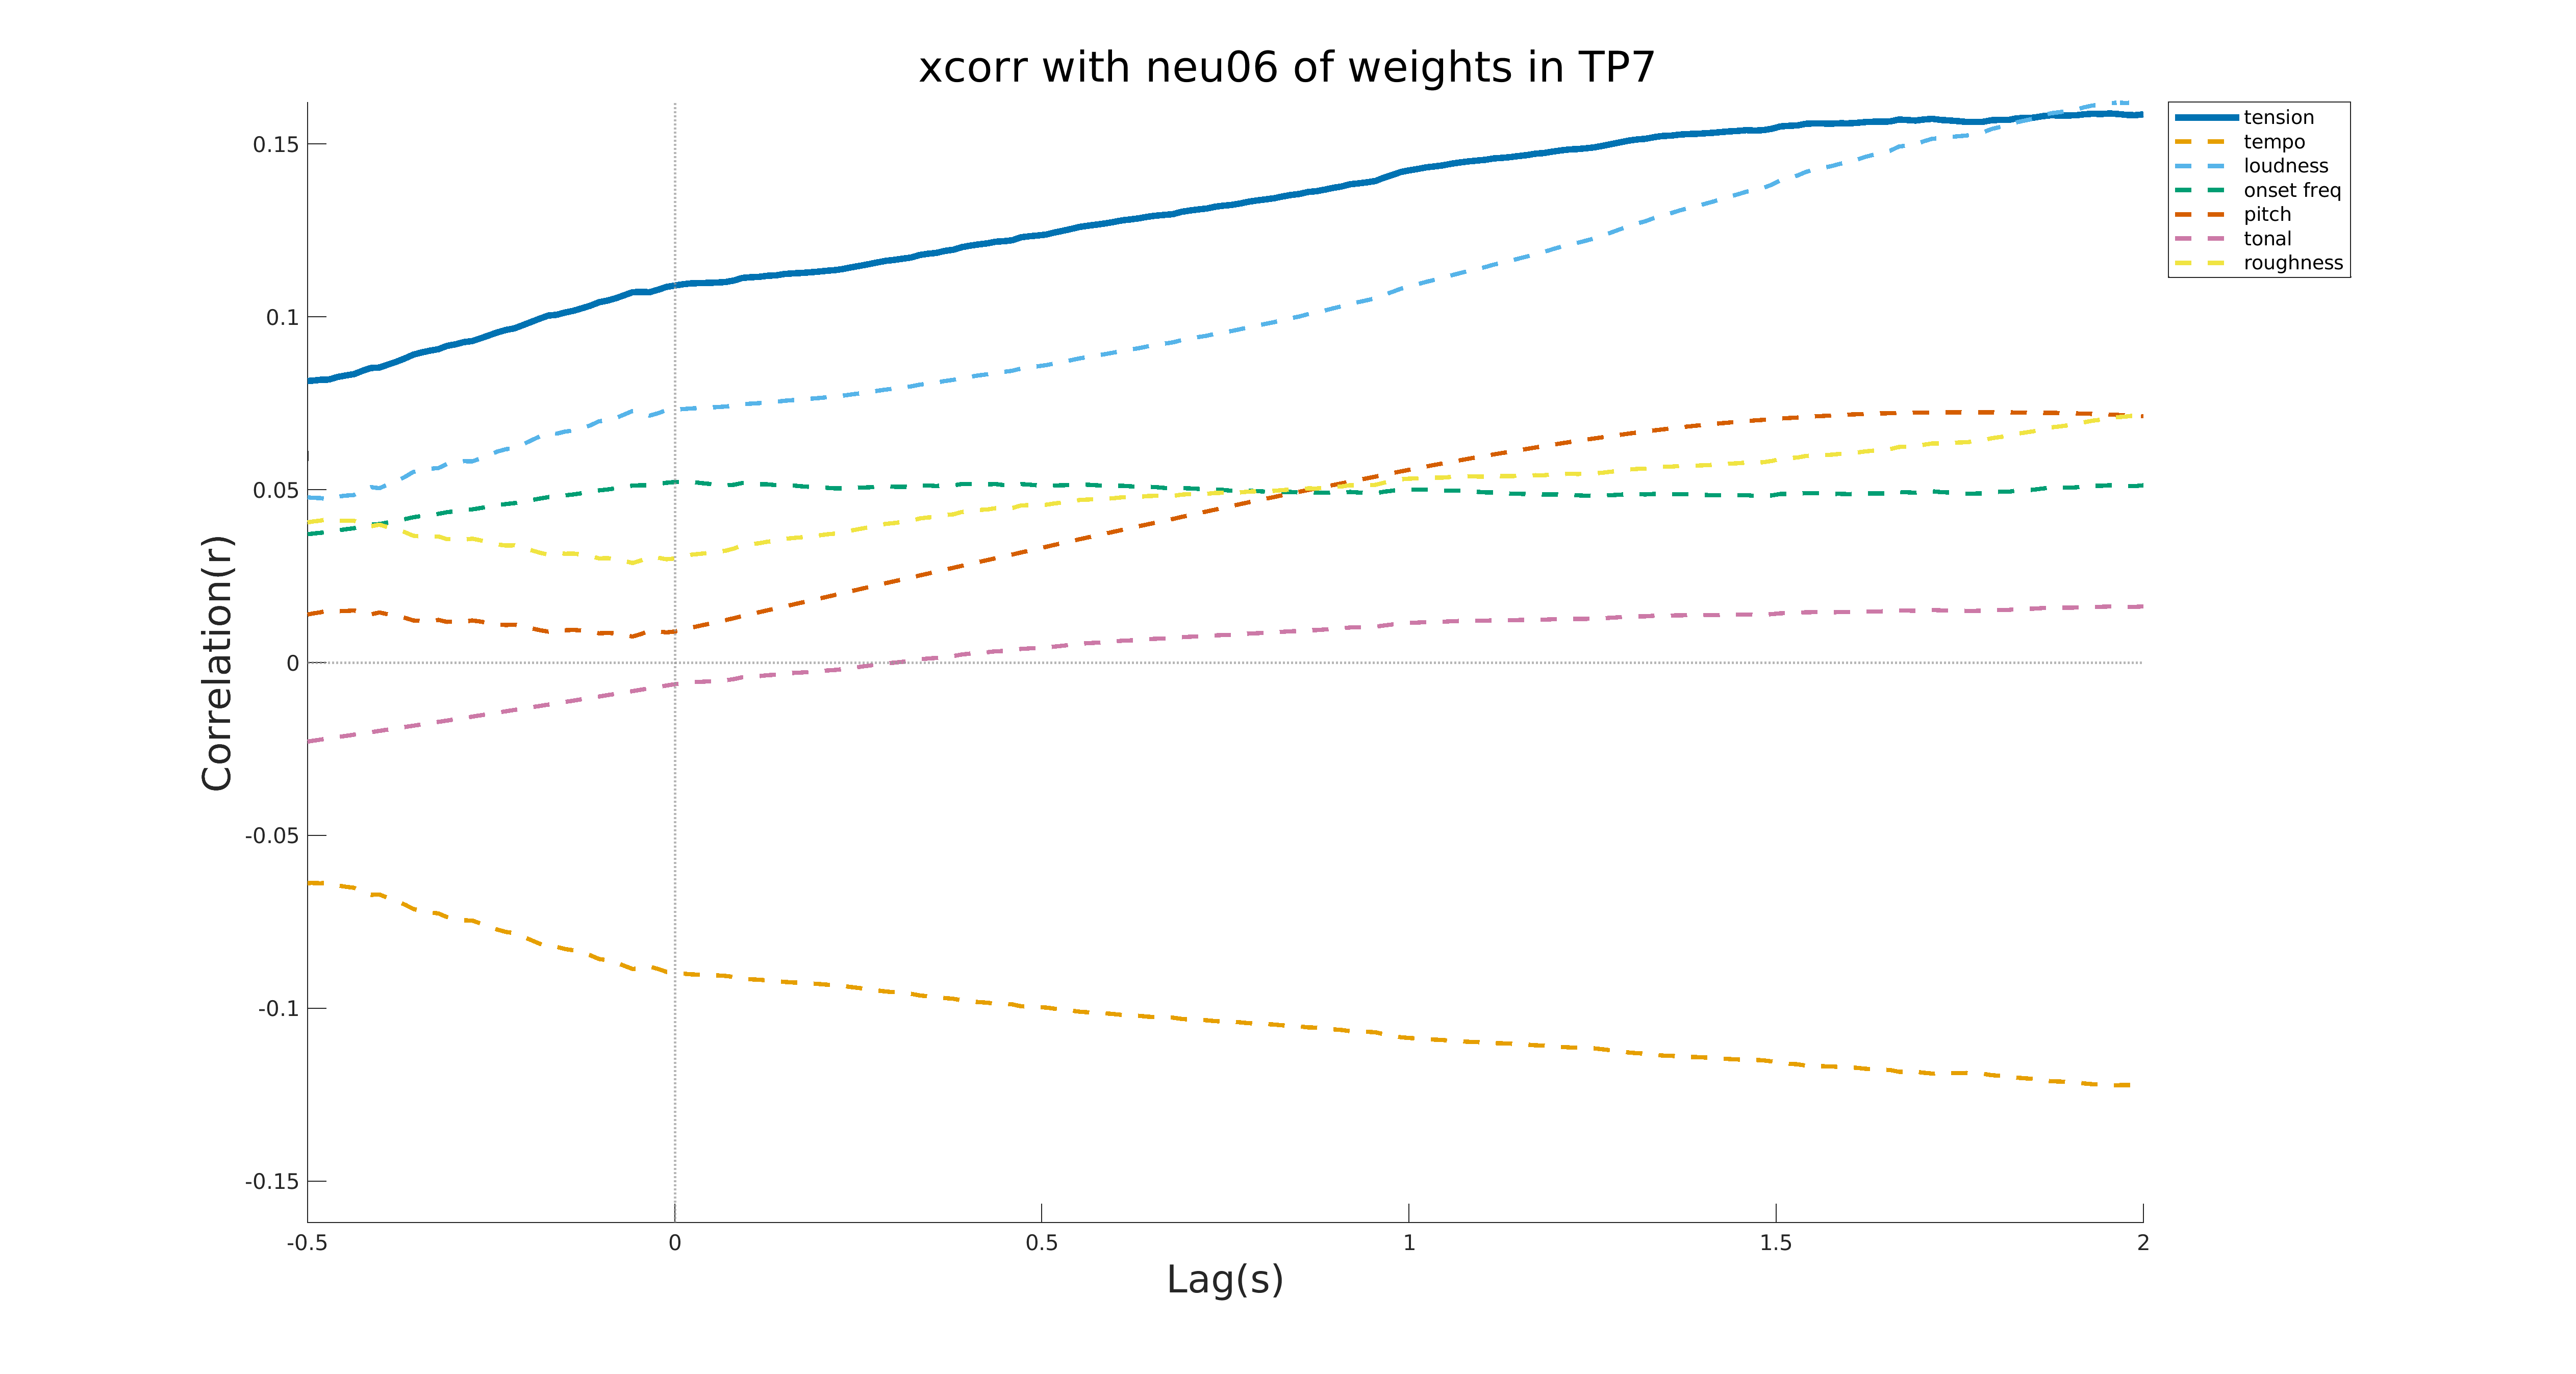 xcorr with neu06 of weights in TP7
tension
tempo
loudness
onset freq
pitch
tonal
roughness
0.15
0.1
0.05
0
-0.05
-0.1
-0.15
Correlation(r)
-0.5
0
0.5
1
1.5
2
Lag(s)